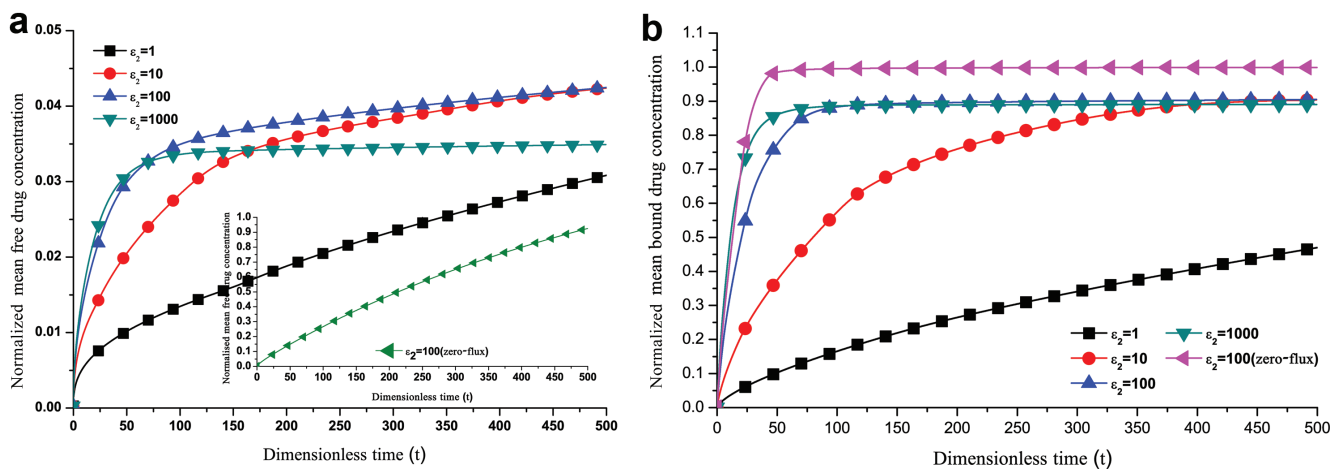 a
Normalized mean free drug concentration
0.05
0.04
0.03
0.02
0.01
0.00
ε2=1
ε2=10
ε2=100
ε2=1000
0 50 100 150 200 250 300 350 400 450 500
Dimensionless time (t)
Normalised mean free drug concentration
1.0
0.9
0.8
0.7
0.6
0.5
0.4
0.3
0.2
0.1
0.0
ε2=100(zero-flux)
0 50 100 150 200 250 300 350 400 450 500
Dimensionless time (t)
b
Normalized mean bound drug concentration
1.1
1.0
0.9
0.8
0.7
0.6
0.5
0.4
0.3
0.2
0.1
0.0
ε2=1
ε2=10
ε2=100
ε2=1000
ε2=100(zero-flux)
0 50 100 150 200 250 300 350 400 450 500
Dimensionless time (t)